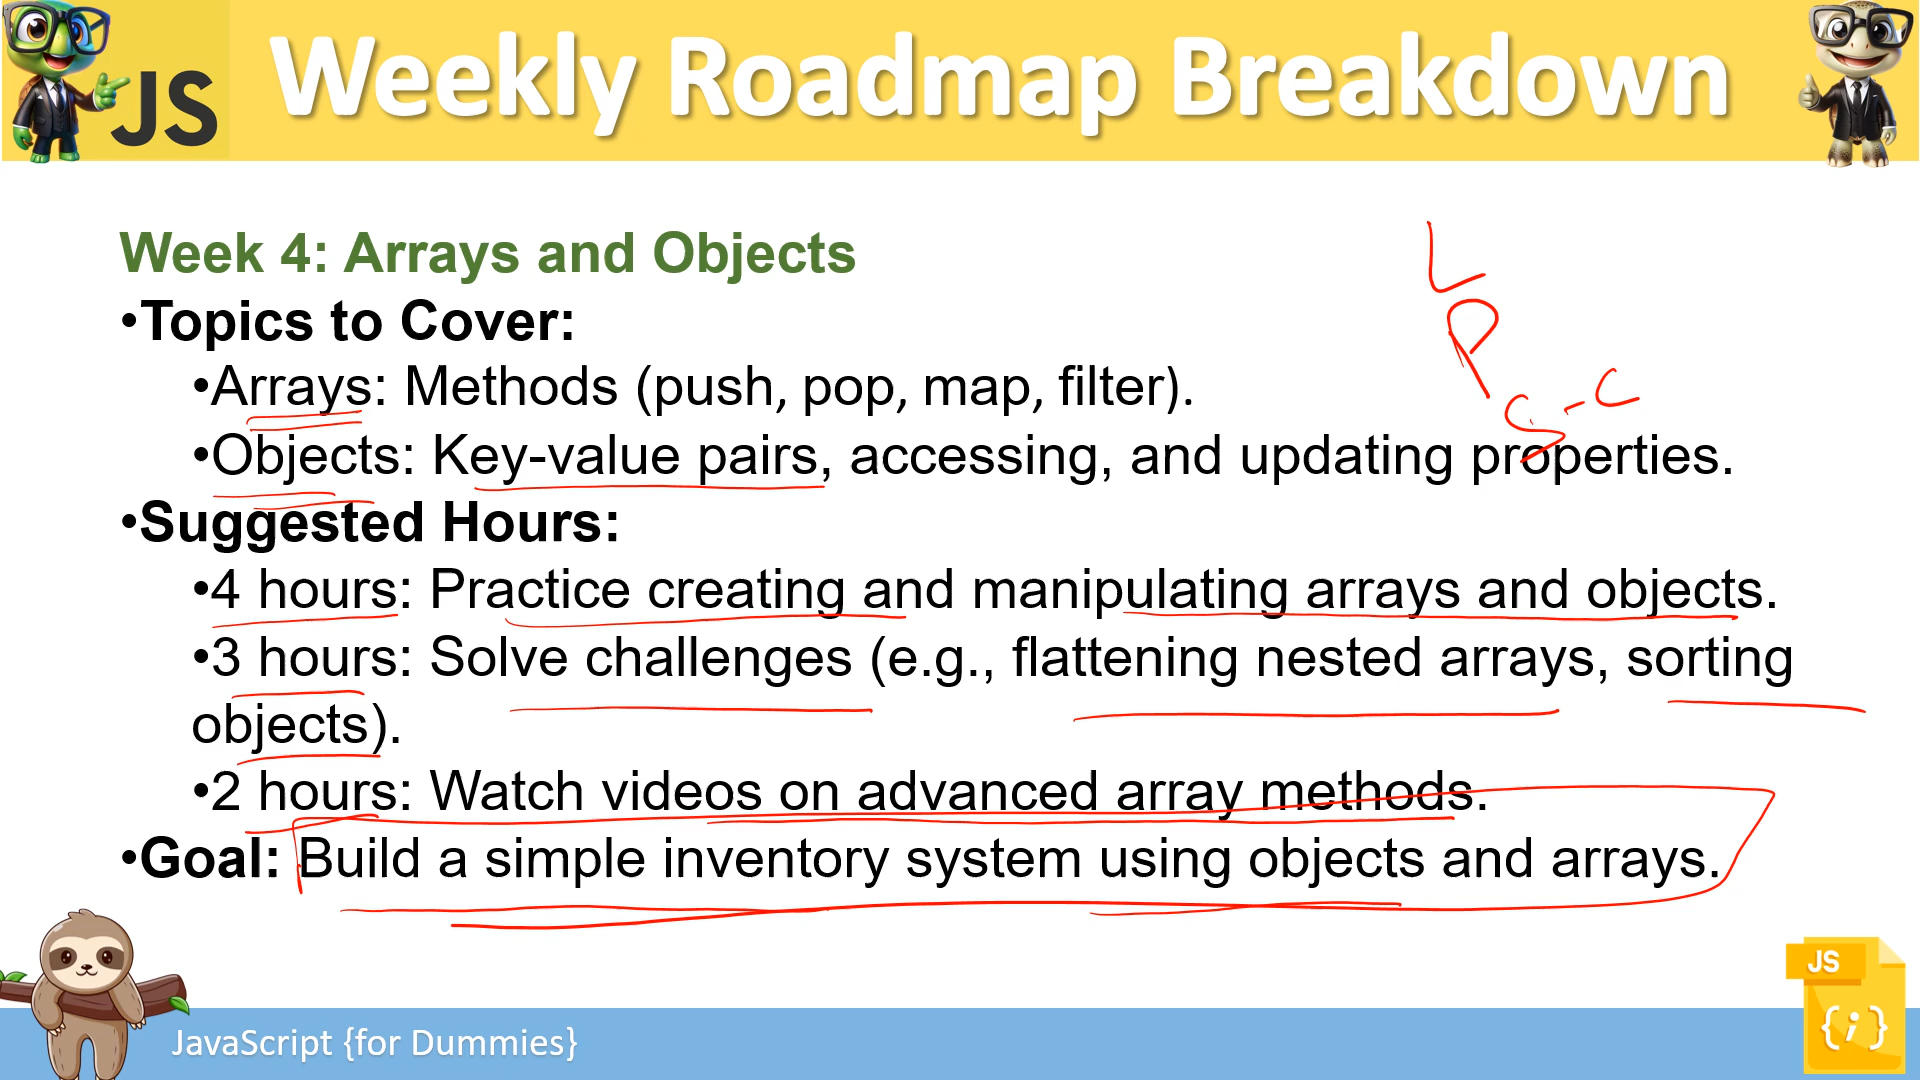 JS
Weekly Roadmap Breakdown
Week 4: Arrays and Objects
•Topics to Cover:
•Arrays: Methods (push, pop, map, filter).
L
P
S - C
•Objects: Key-value pairs, accessing, and updating properties.
•Suggested Hours:
•4 hours: Practice creating and manipulating arrays and objects.
•3 hours: Solve challenges (e.g., flattening nested arrays, sorting
objects).
•2 hours: Watch videos on advanced array methods.
•Goal: Build a simple inventory system using objects and arrays.
JS
{;}
JavaScript {for Dummies}